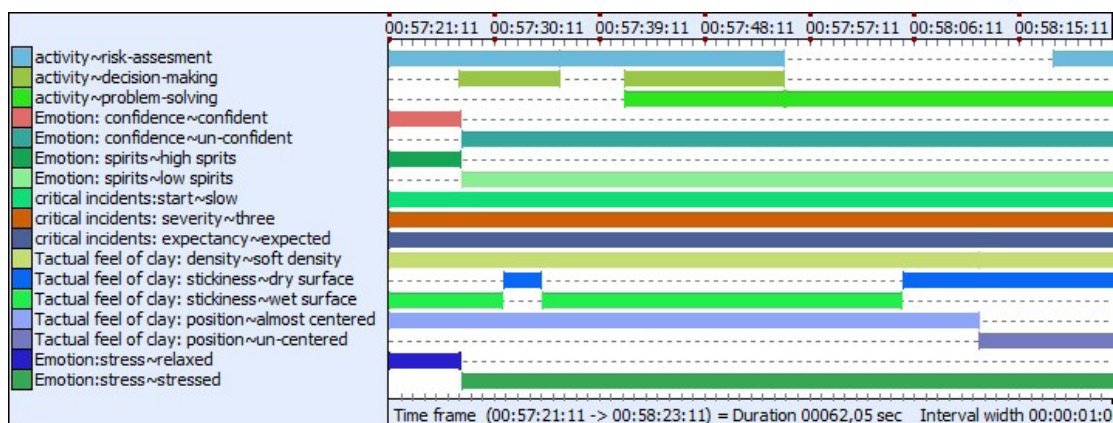 00:57:21:11 00:57:30:11 00:57:39:11 00:57:48:11 00:57:57:11 00:58:06:11 00:58:15:11
activity~risk-assesment
activity~decision-making
activity~problem-solving
Emotion: confidence~confident
Emotion: confidence~un-confident
Emotion: spirits~high sprits
Emotion: spirits~low spirits
critical incidents:start~slow
critical incidents: severity~three
critical incidents: expectancy~expected
Tactual feel of clay: density~soft density
Tactual feel of clay: stickiness~dry surface
Tactual feel of clay: stickiness~wet surface
Tactual feel of clay: position~almost centered
Tactual feel of clay: position~un-centered
Emotion:stress~relaxed
Emotion:stress~stressed
Time frame (00:57:21:11 -> 00:58:23:11) = Duration 00062,05 sec Interval width 00:00:01:0